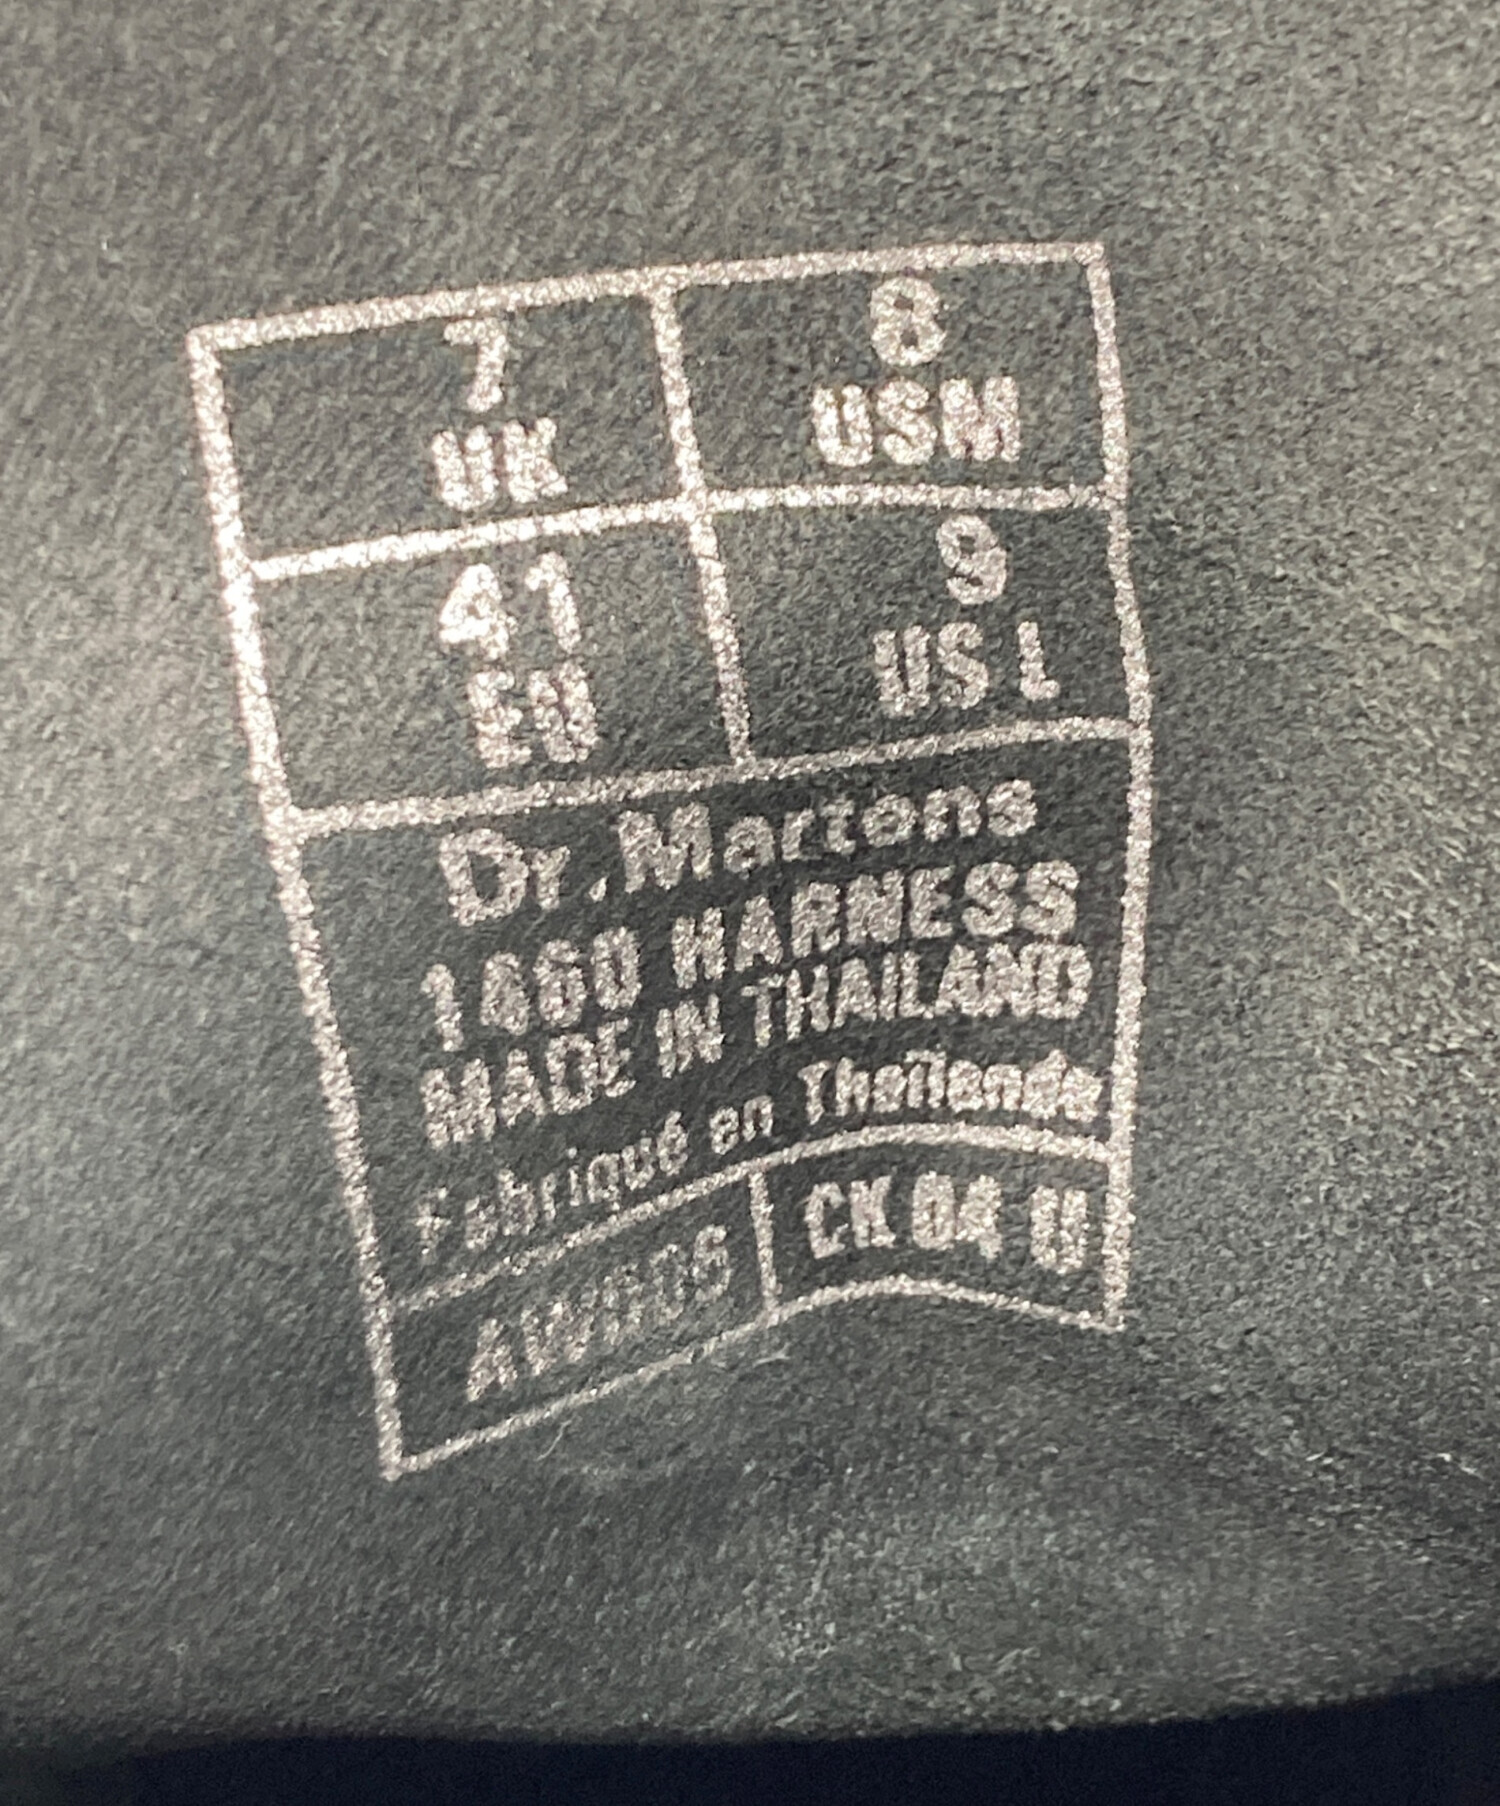 7 UK
8 USM
41 EU
9 US L
Dr.Martens
1460 HARNESS
MADE IN THAILAND
Fabriqué en Thaïlande
CK 04 U